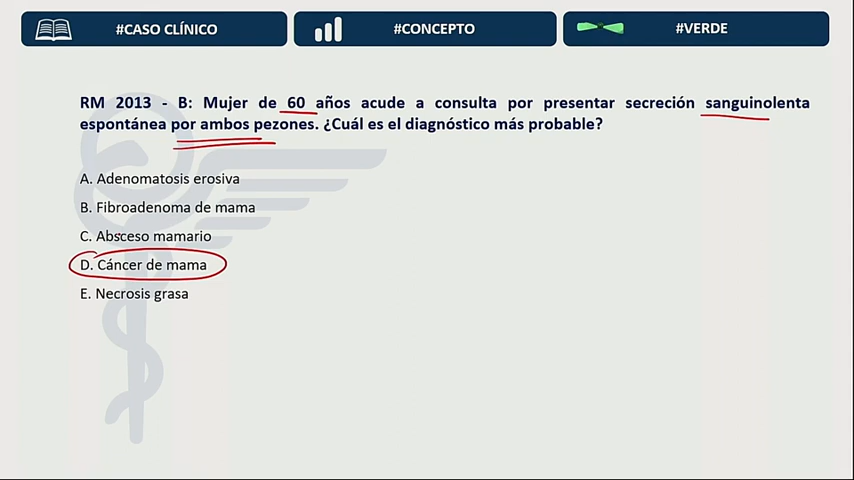 #CASO CLÍNICO
#CONCEPTO
#VERDE
RM 2013 - B: Mujer de 60 años acude a consulta por presentar secreción sanguinolenta
espontánea por ambos pezones. ¿Cuál es el diagnóstico más probable?
A. Adenomatosis erosiva
B. Fibroadenoma de mama
C. Absceso mamario
D. Cáncer de mama
E. Necrosis grasa